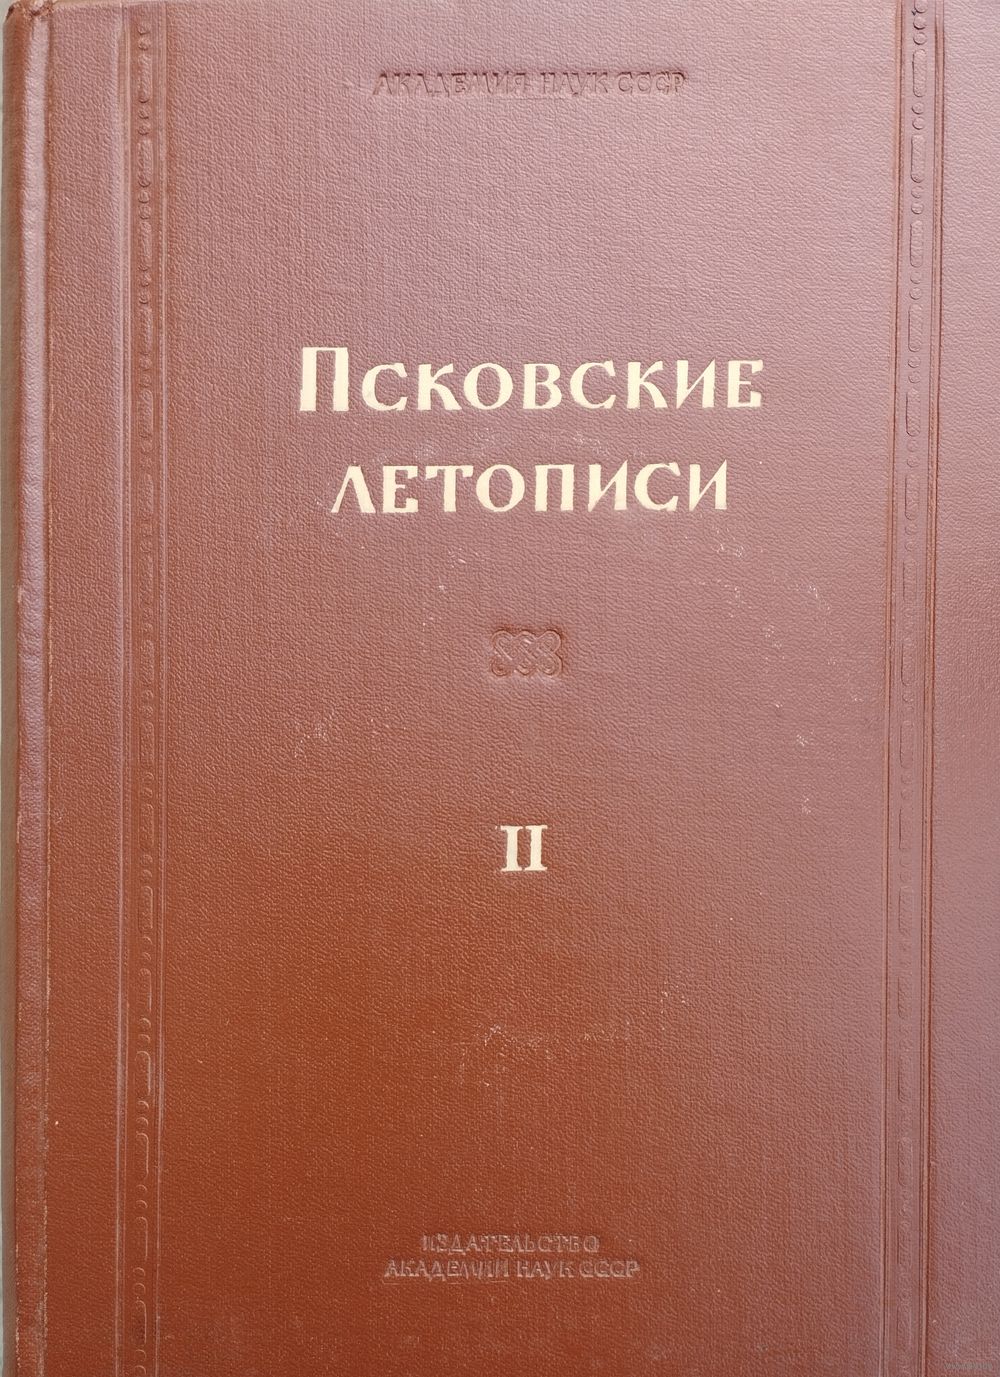 АКАДЕМИЯ НАУК СССР
ПСКОВСКИЕ
ЛЕТОПИСИ
II
ИЗДАТЕЛЬСТВО
АКАДЕМИИ НАУК СССР